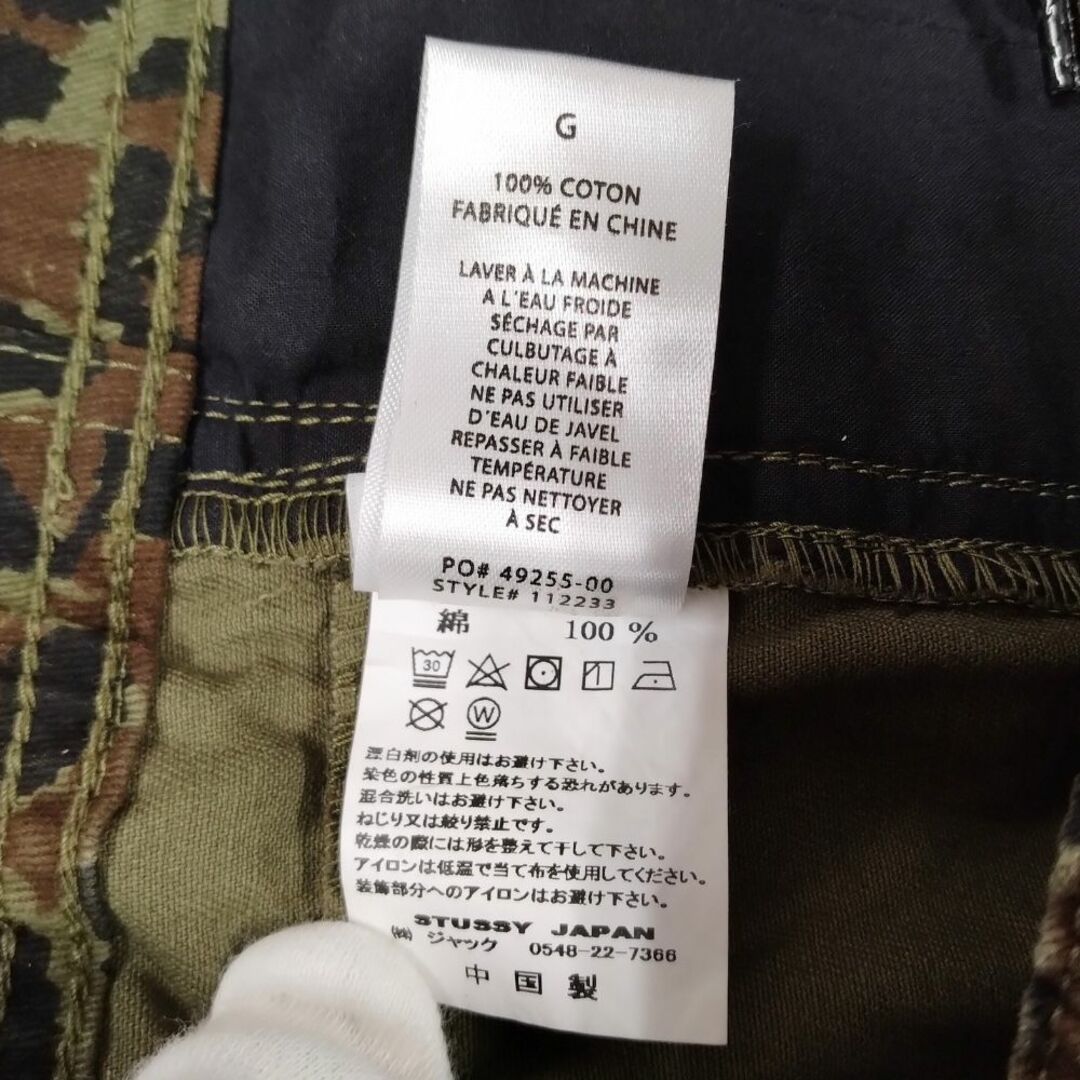 G
100% COTON
FABRIQUÉ EN CHINE
LAVER À LA MACHINE
A L'EAU FROIDE
SÉCHAGE PAR
CULBUTAGE À
CHALEUR FAIBLE
NE PAS UTILISER
D'EAU DE JAVEL
REPASSER À FAIBLE
TEMPÉRATURE
NE PAS NETTOYER
À SEC
PO# 49255-00
STYLE# 112233
綿 100 %
30
W
漂白剤の使用はお避け下さい。
染色の性質上色落ちする恐れがあります。
混合洗いはお避け下さい。
ねじり又は絞り禁止です。
乾燥の際には形を整えて干して下さい。
アイロンは低温で当て布を使用してください。
装飾部分へのアイロンはお避け下さい。
STUSSY JAPAN
㈱ ジャック 0548-22-7366
中国製